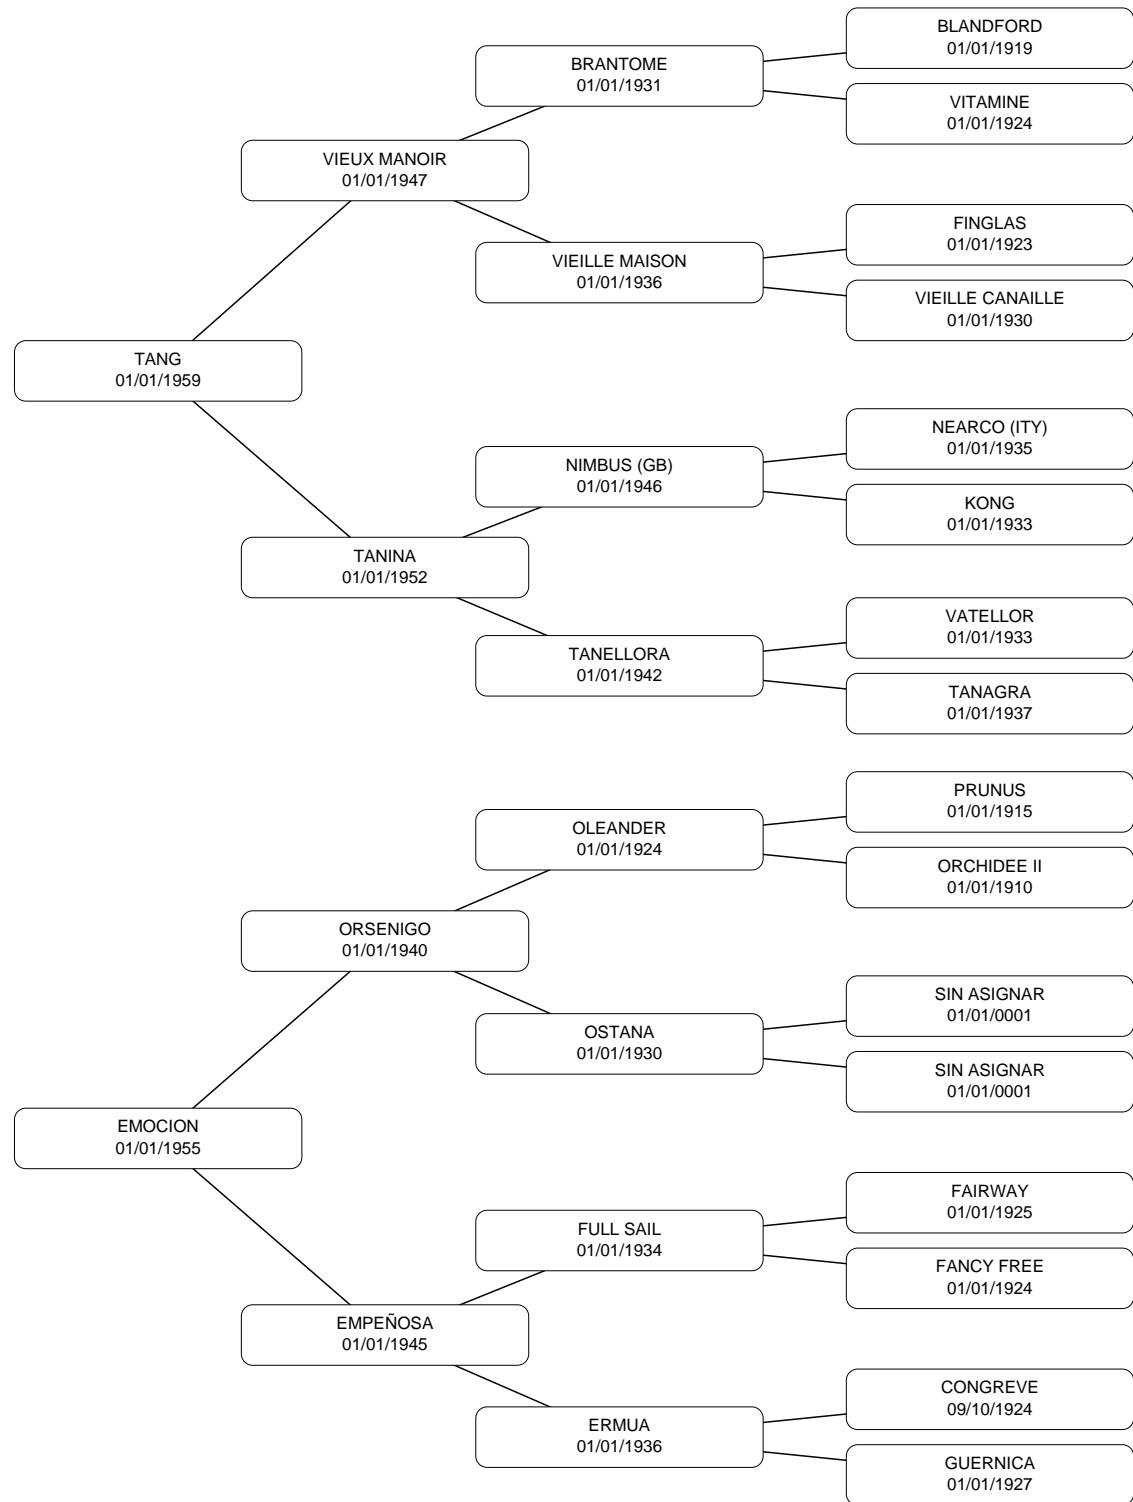 BLANDFORD
01/01/1919
BRANTOME
01/01/1931
VITAMINE
01/01/1924
VIEUX MANOIR
01/01/1947
FINGLAS
01/01/1923
VIEILLE MAISON
01/01/1936
VIEILLE CANAILLE
01/01/1930
TANG
01/01/1959
NEARCO (ITY)
01/01/1935
NIMBUS (GB)
01/01/1946
KONG
01/01/1933
TANINA
01/01/1952
VATELLOR
01/01/1933
TANELLORA
01/01/1942
TANAGRA
01/01/1937
PRUNUS
01/01/1915
OLEANDER
01/01/1924
ORCHIDEE II
01/01/1910
ORSENIGO
01/01/1940
SIN ASIGNAR
01/01/0001
OSTANA
01/01/1930
SIN ASIGNAR
01/01/0001
EMOCION
01/01/1955
FAIRWAY
01/01/1925
FULL SAIL
01/01/1934
FANCY FREE
01/01/1924
EMPEÑOSA
01/01/1945
CONGREVE
09/10/1924
ERMUA
01/01/1936
GUERNICA
01/01/1927